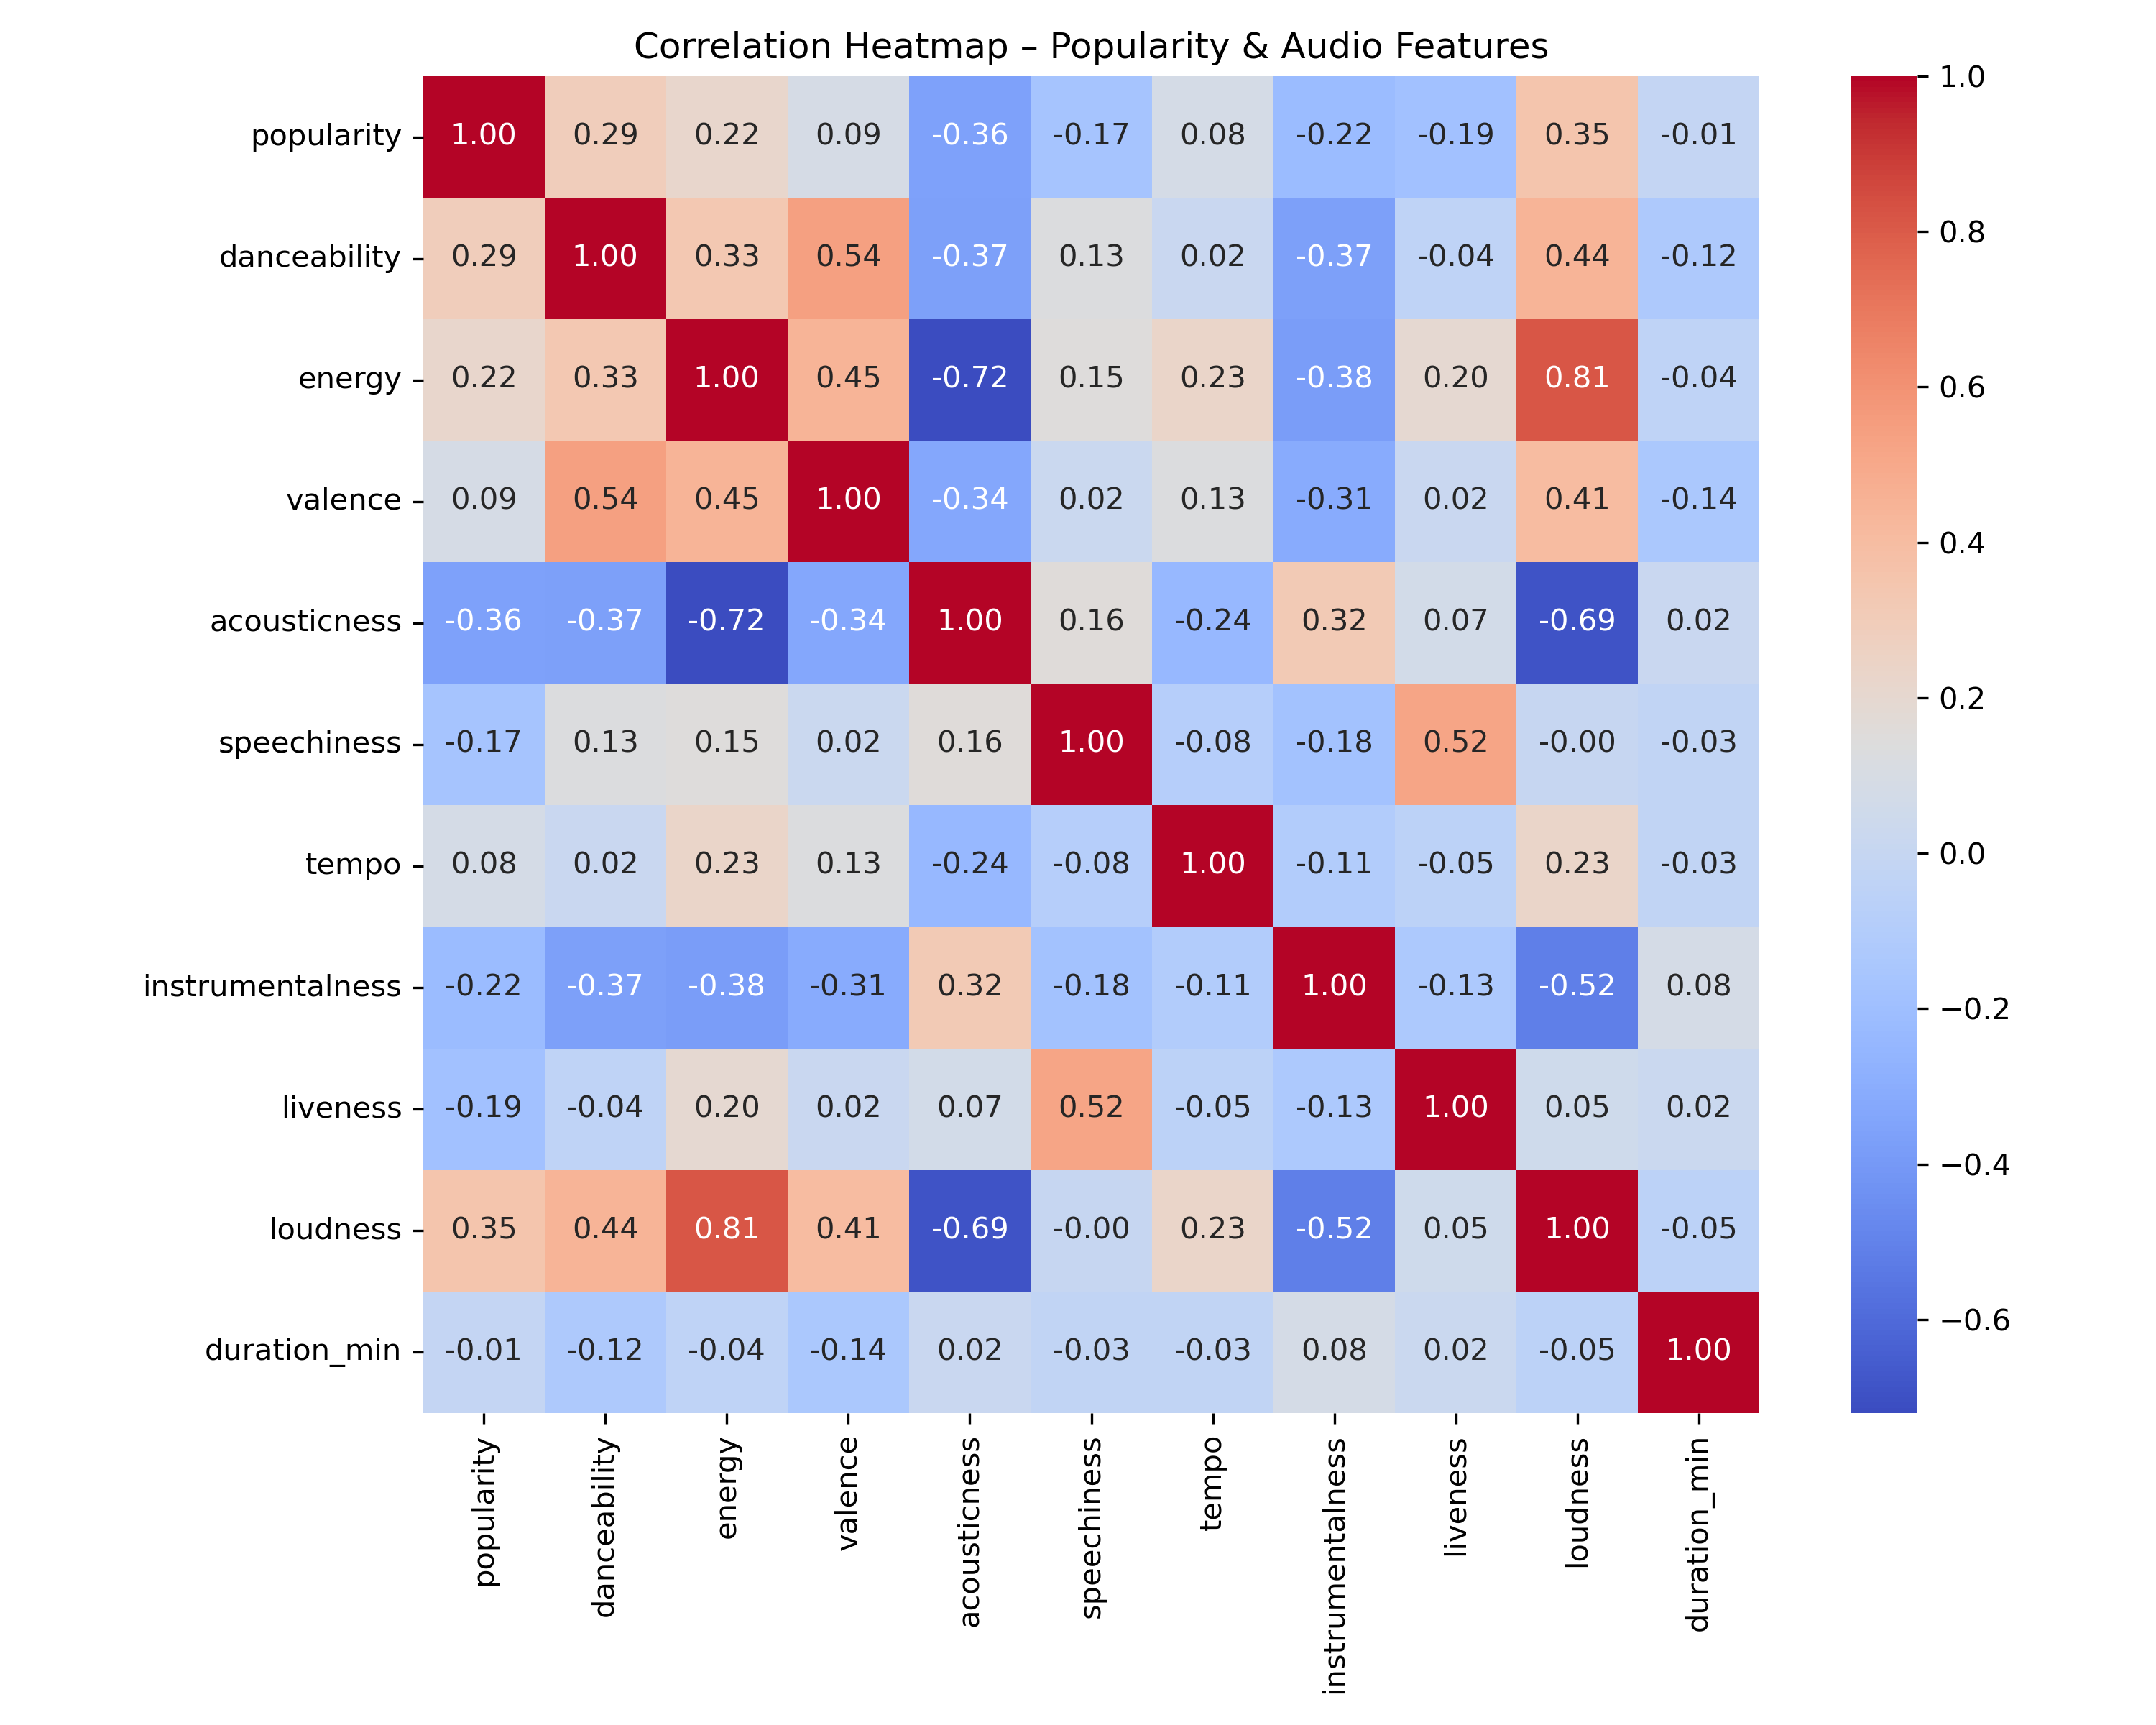 Correlation Heatmap – Popularity & Audio Features
popularity 1.00 0.29 0.22 0.09 -0.36 -0.17 0.08 -0.22 -0.19 0.35 -0.01
danceability 0.29 1.00 0.33 0.54 -0.37 0.13 0.02 -0.37 -0.04 0.44 -0.12
energy 0.22 0.33 1.00 0.45 -0.72 0.15 0.23 -0.38 0.20 0.81 -0.04
valence 0.09 0.54 0.45 1.00 -0.34 0.02 0.13 -0.31 0.02 0.41 -0.14
acousticness -0.36 -0.37 -0.72 -0.34 1.00 0.16 -0.24 0.32 0.07 -0.69 0.02
speechiness -0.17 0.13 0.15 0.02 0.16 1.00 -0.08 -0.18 0.52 -0.00 -0.03
tempo 0.08 0.02 0.23 0.13 -0.24 -0.08 1.00 -0.11 -0.05 0.23 -0.03
instrumentalness -0.22 -0.37 -0.38 -0.31 0.32 -0.18 -0.11 1.00 -0.13 -0.52 0.08
liveness -0.19 -0.04 0.20 0.02 0.07 0.52 -0.05 -0.13 1.00 0.05 0.02
loudness 0.35 0.44 0.81 0.41 -0.69 -0.00 0.23 -0.52 0.05 1.00 -0.05
duration_min -0.01 -0.12 -0.04 -0.14 0.02 -0.03 -0.03 0.08 0.02 -0.05 1.00
popularity
danceability
energy
valence
acousticness
speechiness
tempo
instrumentalness
liveness
loudness
duration_min
1.0
0.8
0.6
0.4
0.2
0.0
−0.2
−0.4
−0.6